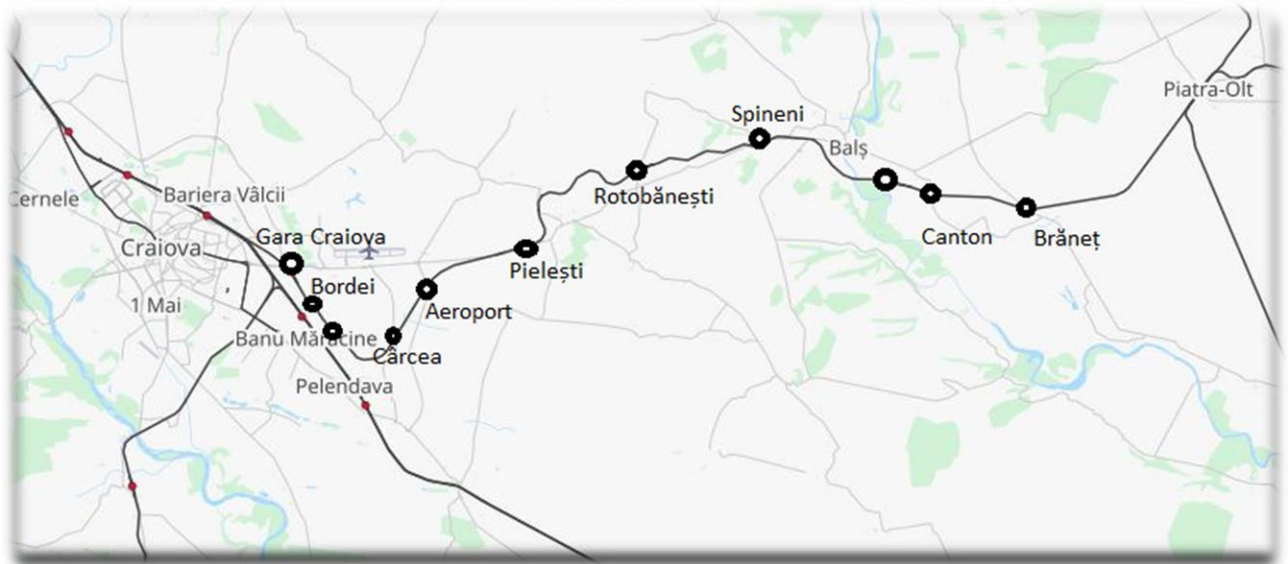 Piatra-Olt
Spineni
Balș
Bariera Vâlcii
Rotobănești
Cernele
Gara Craiova
Craiova
Canton
Brăneț
Pielești
Bordei
1 Mai
Aeroport
Banu Mărăcine
Cârcea
Pelendava